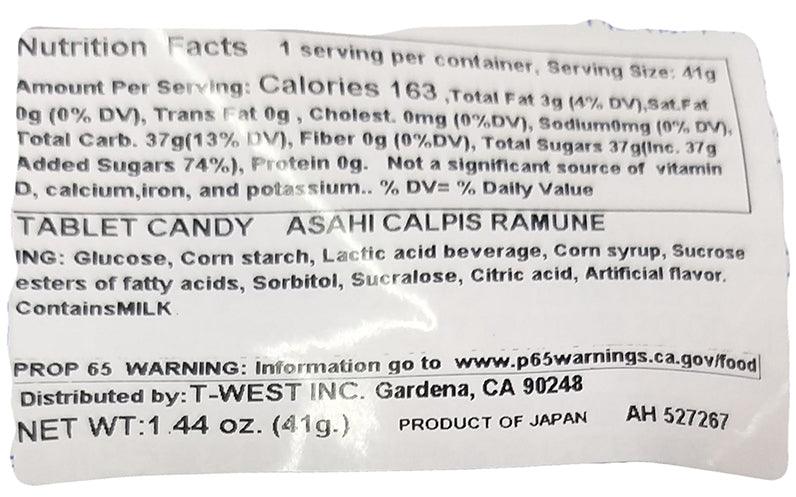 Nutrition Facts 1 serving per container, Serving Size: 41g
Amount Per Serving: Calories 163 ,Total Fat 3g (4% DV),Sat.Fat
0g (0% DV), Trans Fat 0g , Cholest. 0mg (0%DV), Sodium0mg (0% DV),
Total Carb. 37g(13% DV), Fiber 0g (0%DV), Total Sugars 37g(Inc. 37g
Added Sugars 74%), Protein 0g. Not a significant source of vitamin
D, calcium,iron, and potassium.. % DV= % Daily Value
TABLET CANDY ASAHI CALPIS RAMUNE
ING: Glucose, Corn starch, Lactic acid beverage, Corn syrup, Sucrose
esters of fatty acids, Sorbitol, Sucralose, Citric acid, Artificial flavor.
ContainsMILK
PROP 65 WARNING: Information go to www.p65warnings.ca.gov/food
Distributed by:T-WEST INC. Gardena, CA 90248
NET WT:1.44 oz. (41g.) PRODUCT OF JAPAN AH 527267